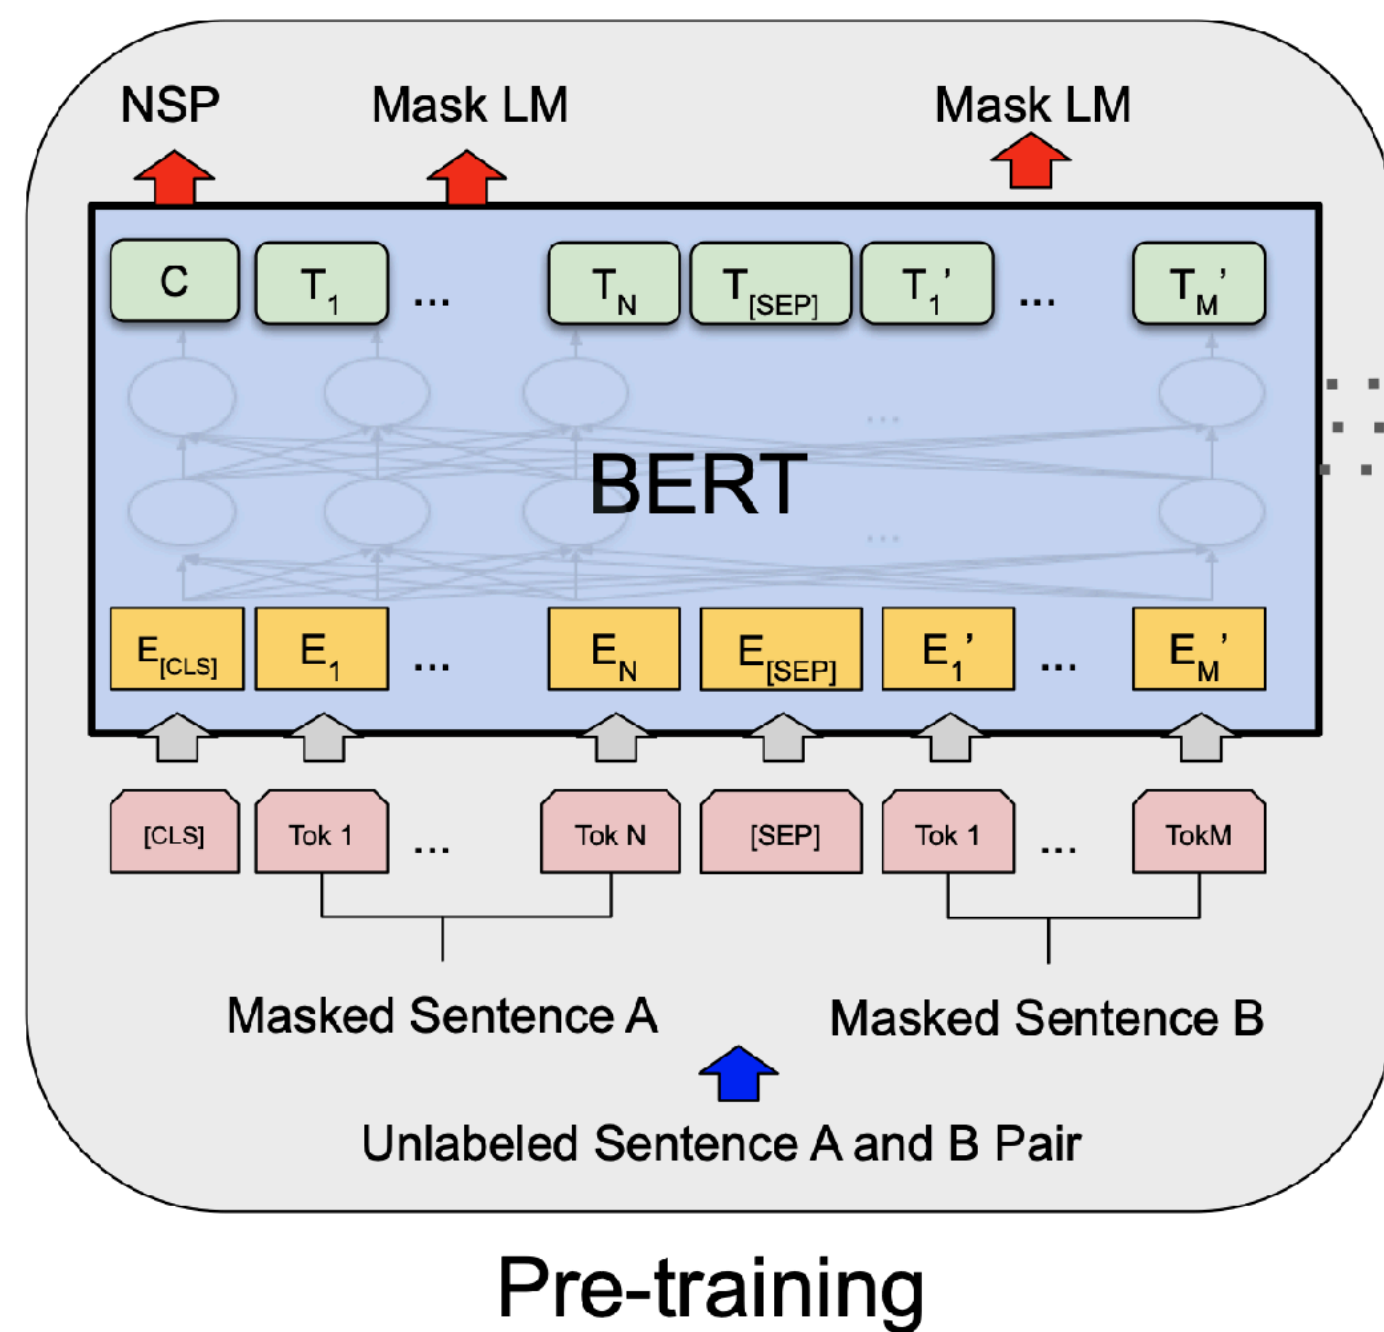 NSP Mask LM Mask LM
C T1 ... TN T[SEP] T1’ ... TM’
...
BERT
...
E[CLS] E1 ... EN E[SEP] E1’ ... EM’
[CLS] Tok 1 ... Tok N [SEP] Tok 1 ... TokM
Masked Sentence A Masked Sentence B
Unlabeled Sentence A and B Pair
Pre-training